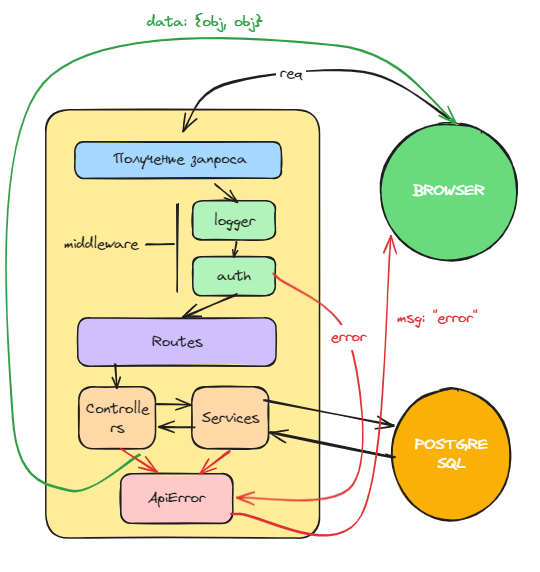 data: {obj, obj}
req
Получение запроса
BROWSER
logger
middleware
auth
msg: "error"
error
Routes
Controlle
rs
Services
POSTGRE
SQL
ApiError